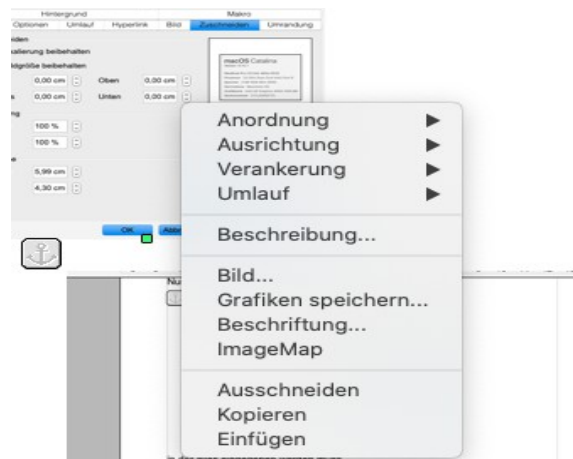 Hintergrund Makro
Optionen Umlauf Hyperlink Bild Zuschneiden Umrandung
beibehalten
beibehalten
0,00 cm Oben 0,00 cm
0,00 cm Unten 0,00 cm
macOS Catalina
100 %
100 %
5,99 cm
4,30 cm
OK
Anordnung
Ausrichtung
Verankerung
Umlauf
Beschreibung...
Bild...
Grafiken speichern...
Beschriftung...
ImageMap
Ausschneiden
Kopieren
Einfügen